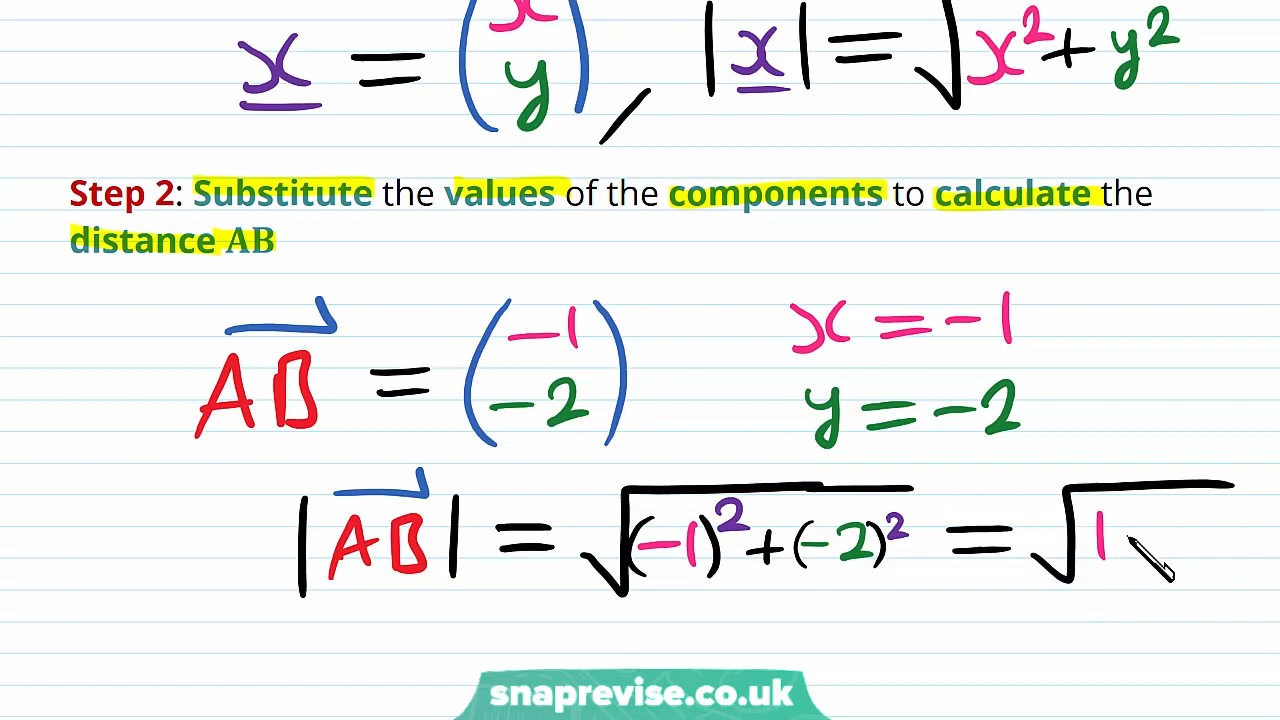 x = (x y), |x| = √x² + y²
Step 2: Substitute the values of the components to calculate the
distance AB
AB = (-1 -2) x = -1
y = -2
|AB| = √(-1)² + (-2)² = √1
snaprevise.co.uk